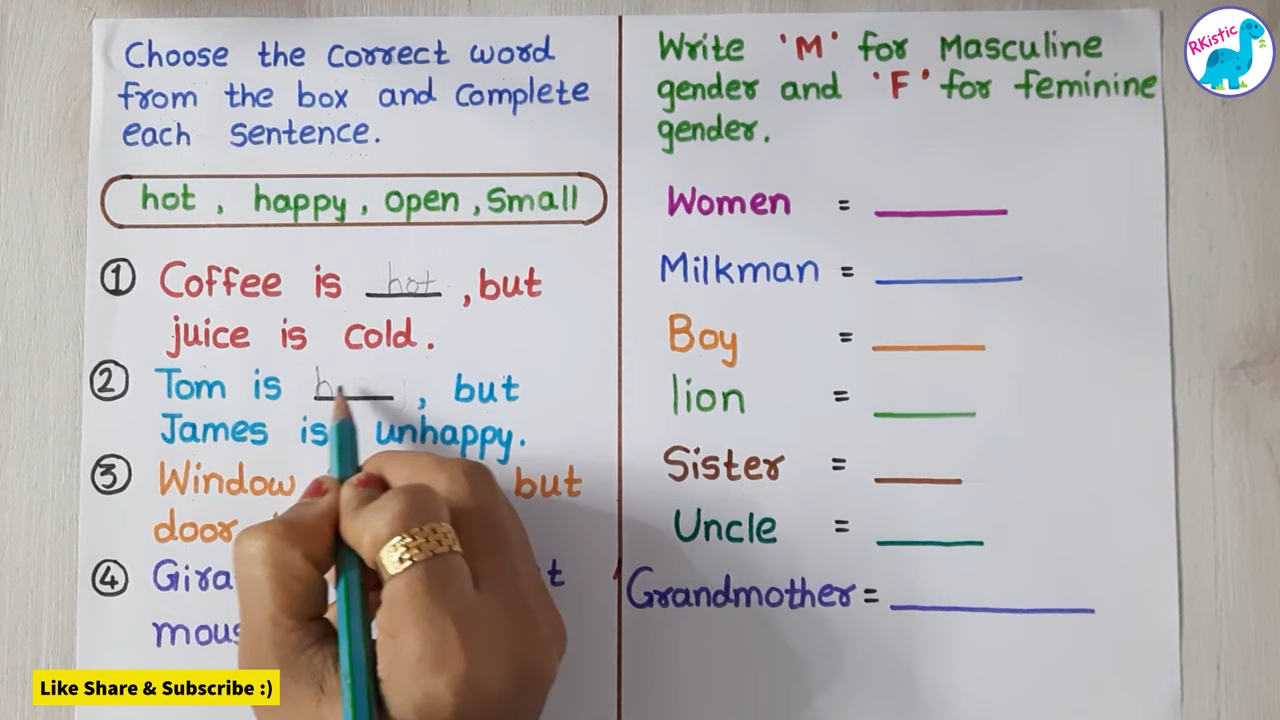 Choose the correct word
from the box and complete
each sentence.
hot , happy , open , small
1 Coffee is hot , but
juice is cold.
2 Tom is h , but
James is unhappy.
3 Window but
door
4 Gira t
mous
Write 'M' for Masculine
gender and 'F' for feminine
gender.
Women =
Milkman =
Boy =
lion =
Sister =
Uncle =
Grandmother =
RKistic
Like Share & Subscribe :)